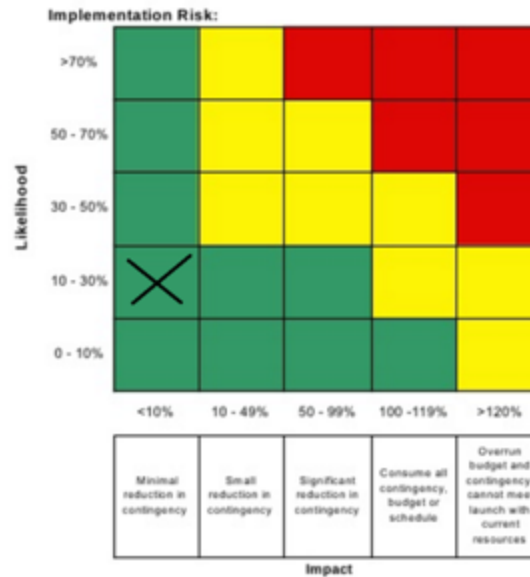 Implementation Risk:
>70%
50 - 70%
30 - 50%
10 - 30%
0 - 10%
Likelihood
<10%
10 - 49%
50 - 99%
100 -119%
>120%
Minimal
reduction in
contingency
Small
reduction in
contingency
Significant
reduction in
contingency
Consume all
contingency,
budget or
schedule
Overrun
budget and
contingency
cannot mee
launch with
current
resources
Impact